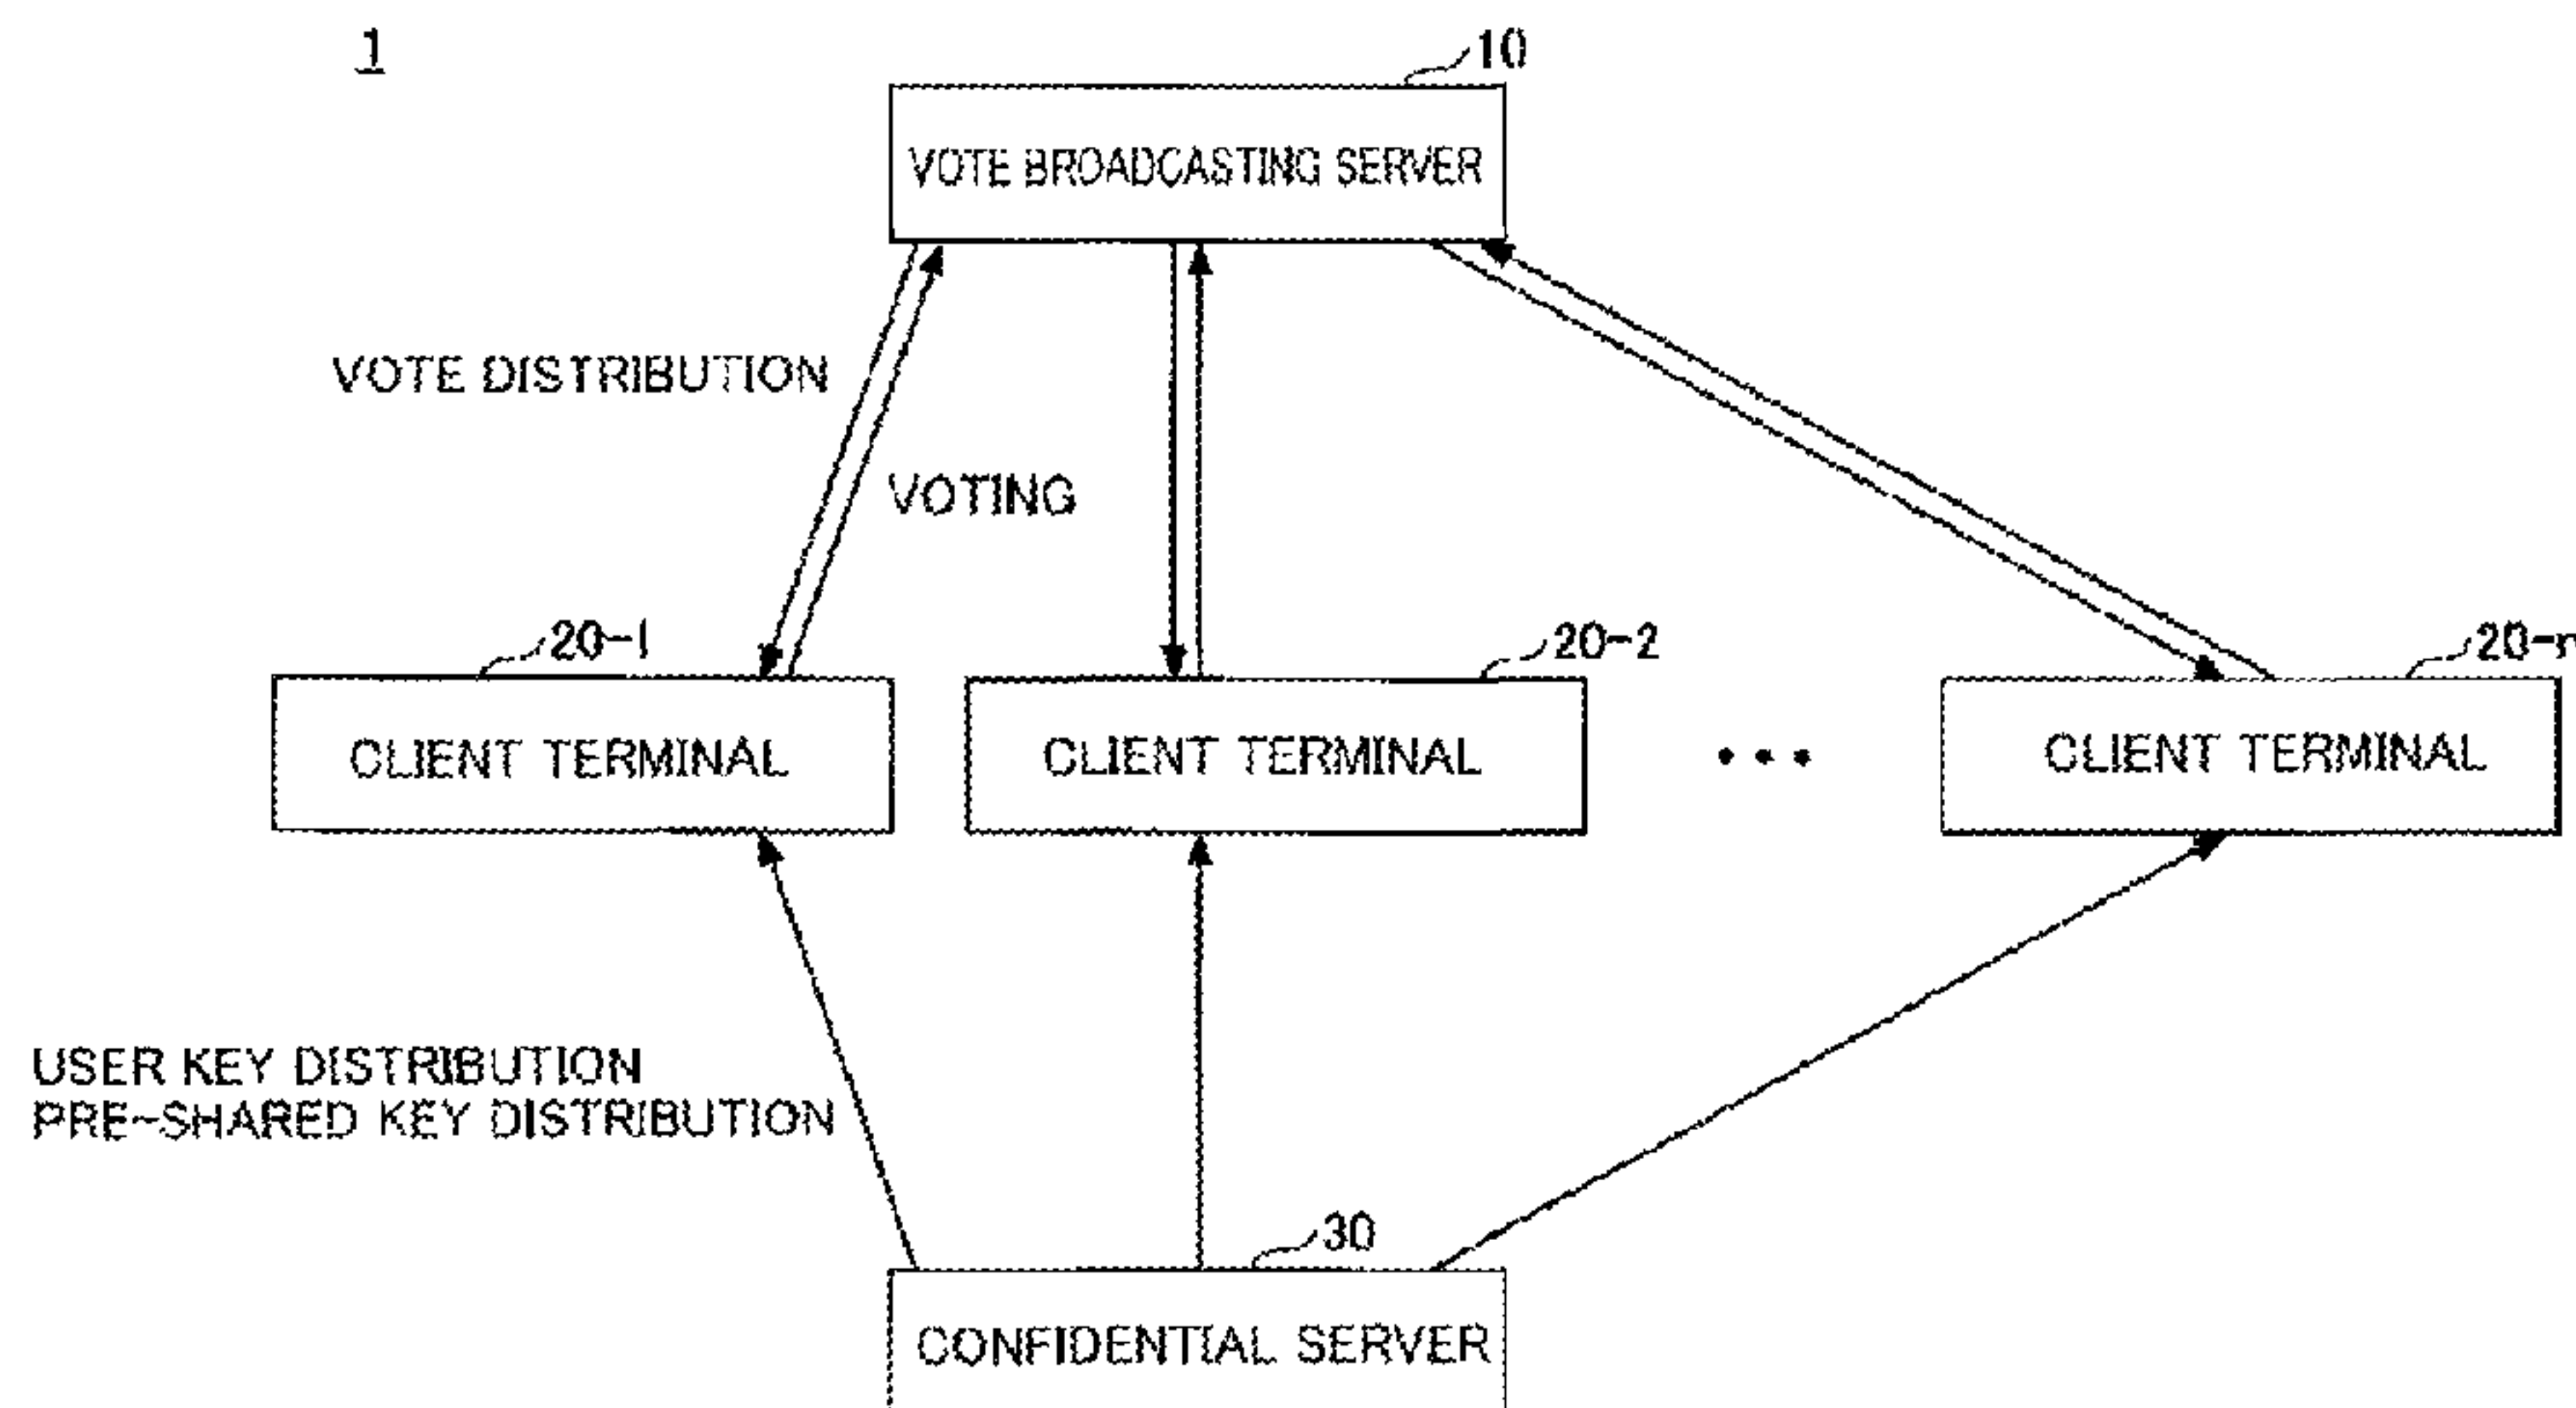 1
10
VOTE BROADCASTING SERVER
VOTE DISTRIBUTION
VOTING
20-1
20-2
CLIENT TERMINAL
CLIENT TERMINAL
• • •
CLIENT TERMINAL
USER KEY DISTRIBUTION
PRE-SHARED KEY DISTRIBUTION
30
CONFIDENTIAL SERVER